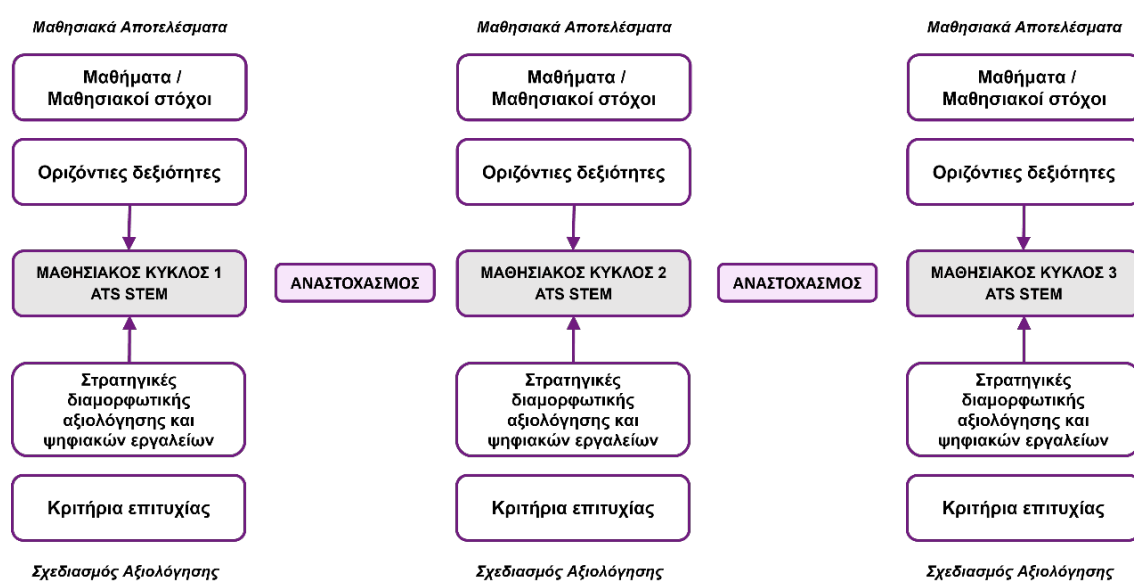 Μαθησιακά Αποτελέσματα
Μαθήματα /
Μαθησιακοί στόχοι
Οριζόντιες δεξιότητες
ΜΑΘΗΣΙΑΚΟΣ ΚΥΚΛΟΣ 1
ATS STEM
Στρατηγικές
διαμορφωτικής
αξιολόγησης και
ψηφιακών εργαλείων
Κριτήρια επιτυχίας
Σχεδιασμός Αξιολόγησης
ΑΝΑΣΤΟΧΑΣΜΟΣ
Μαθησιακά Αποτελέσματα
Μαθήματα /
Μαθησιακοί στόχοι
Οριζόντιες δεξιότητες
ΜΑΘΗΣΙΑΚΟΣ ΚΥΚΛΟΣ 2
ATS STEM
Στρατηγικές
διαμορφωτικής
αξιολόγησης και
ψηφιακών εργαλείων
Κριτήρια επιτυχίας
Σχεδιασμός Αξιολόγησης
ΑΝΑΣΤΟΧΑΣΜΟΣ
Μαθησιακά Αποτελέσματα
Μαθήματα /
Μαθησιακοί στόχοι
Οριζόντιες δεξιότητες
ΜΑΘΗΣΙΑΚΟΣ ΚΥΚΛΟΣ 3
ATS STEM
Στρατηγικές
διαμορφωτικής
αξιολόγησης και
ψηφιακών εργαλείων
Κριτήρια επιτυχίας
Σχεδιασμός Αξιολόγησης